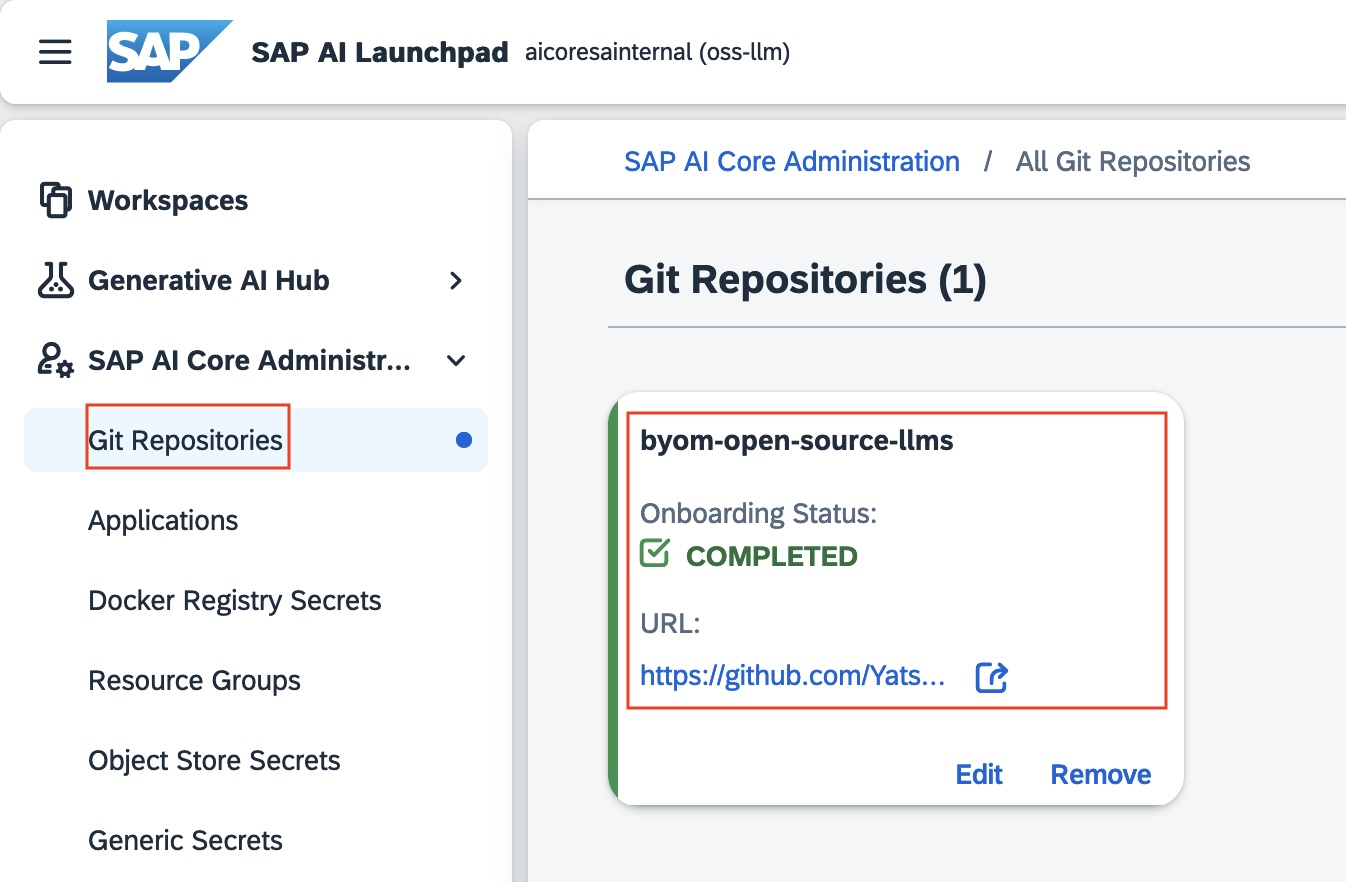 SAP SAP AI Launchpad aicoresainternal (oss-llm)
Workspaces
Generative AI Hub
SAP AI Core Administr...
Git Repositories
Applications
Docker Registry Secrets
Resource Groups
Object Store Secrets
Generic Secrets
SAP AI Core Administration / All Git Repositories
Git Repositories (1)
byom-open-source-llms
Onboarding Status:
COMPLETED
URL:
https://github.com/Yats...
Edit Remove